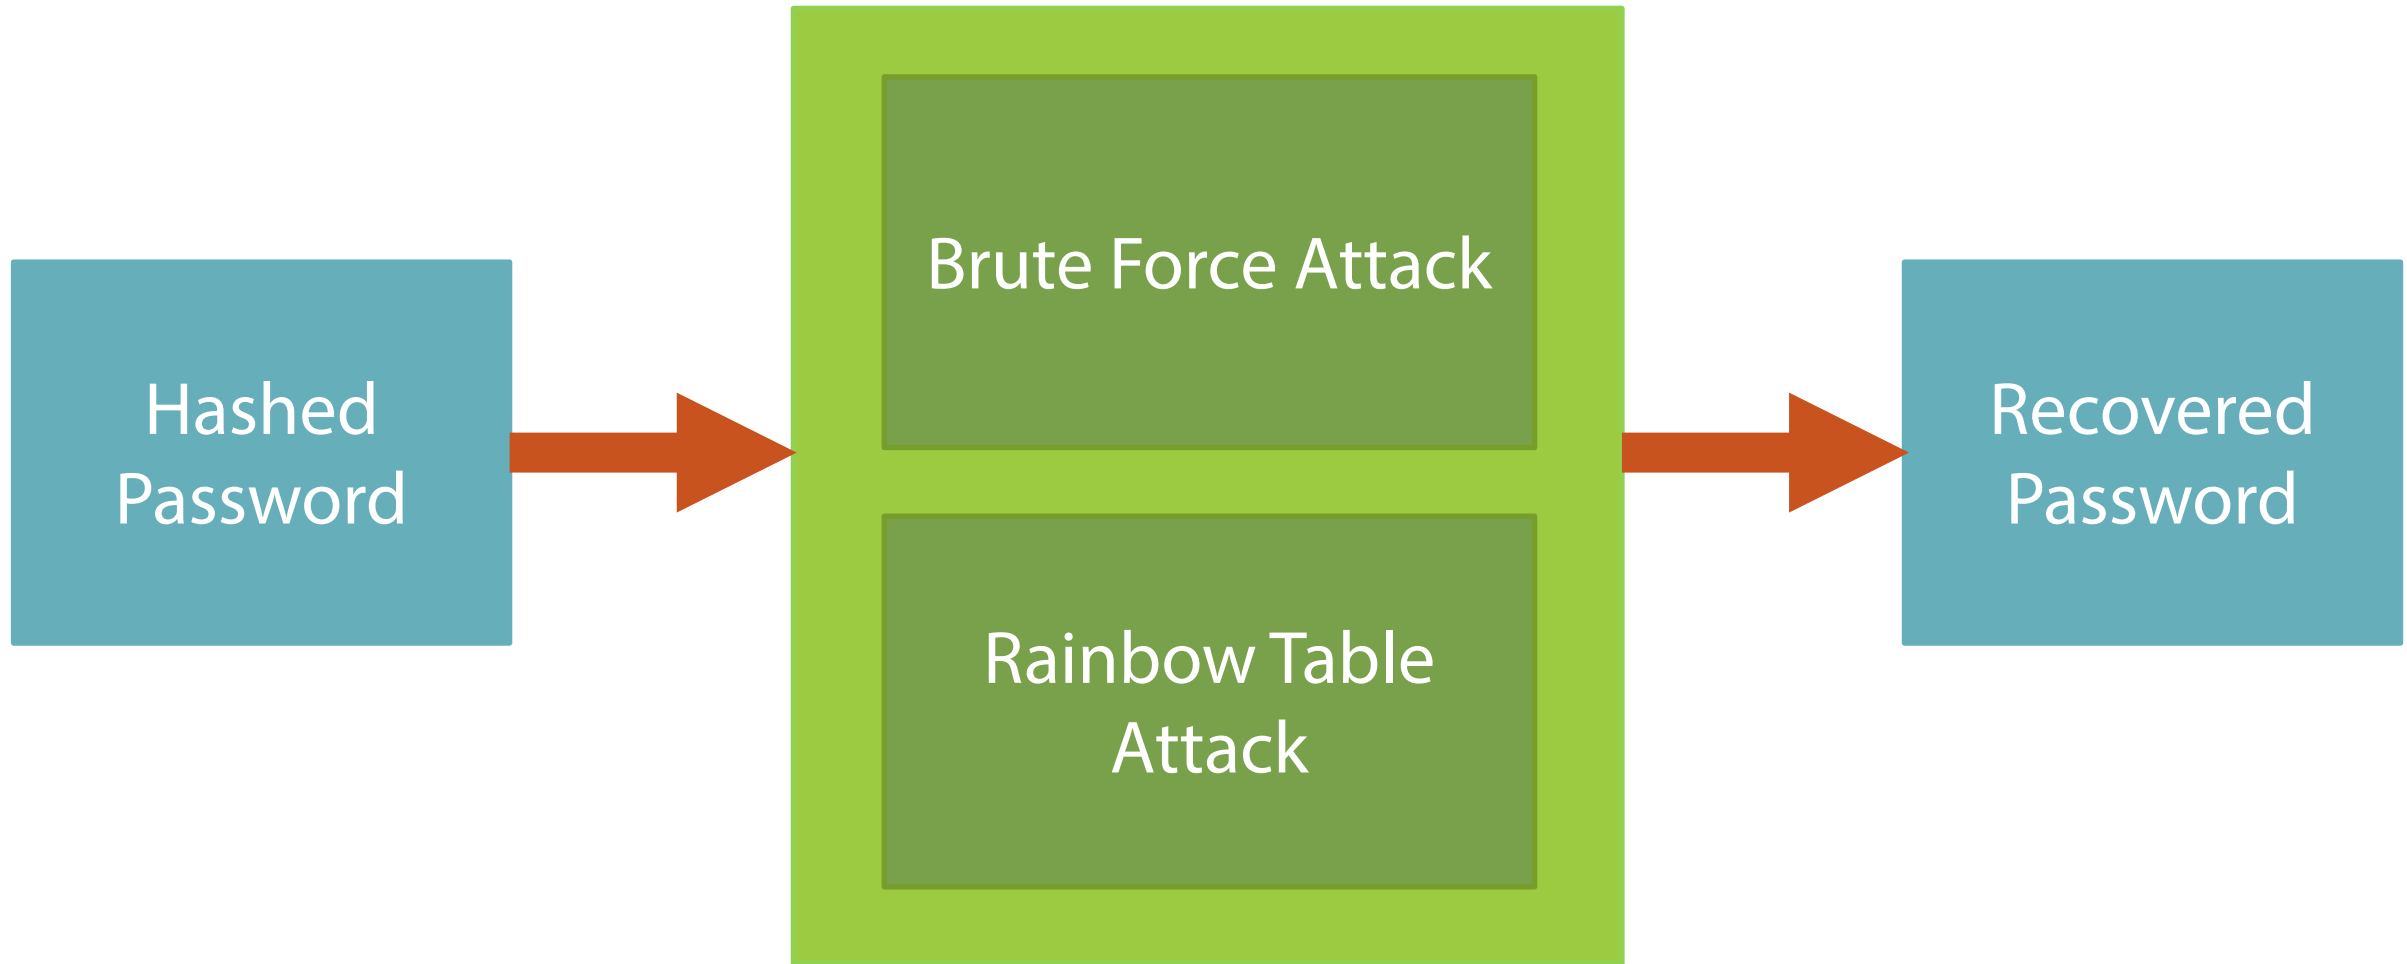 Hashed
Password
Brute Force Attack
Rainbow Table
Attack
Recovered
Password